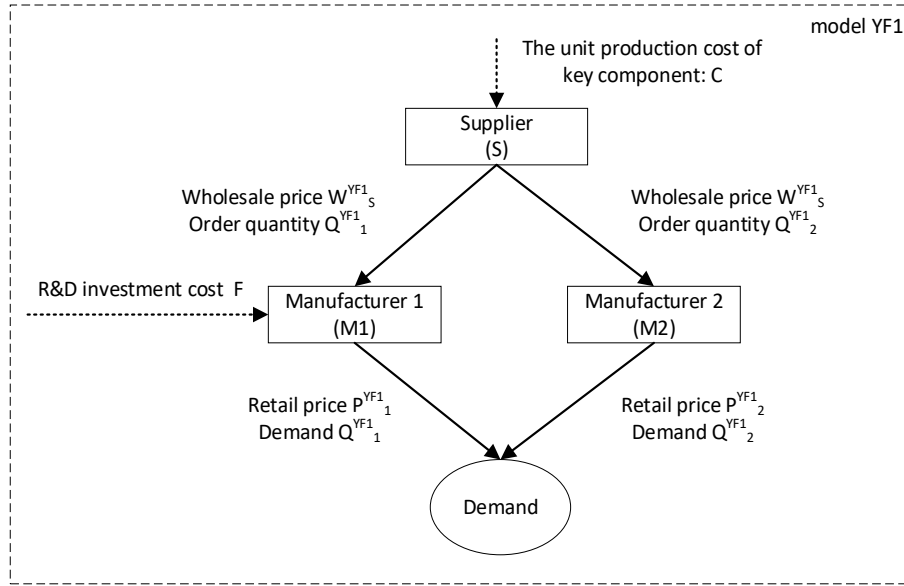 model YF1
The unit production cost of
key component: C
Supplier
(S)
Wholesale price W^YF1_S
Order quantity Q^YF1_1
Wholesale price W^YF1_S
Order quantity Q^YF1_2
R&D investment cost F
Manufacturer 1
(M1)
Manufacturer 2
(M2)
Retail price P^YF1_1
Demand Q^YF1_1
Retail price P^YF1_2
Demand Q^YF1_2
Demand